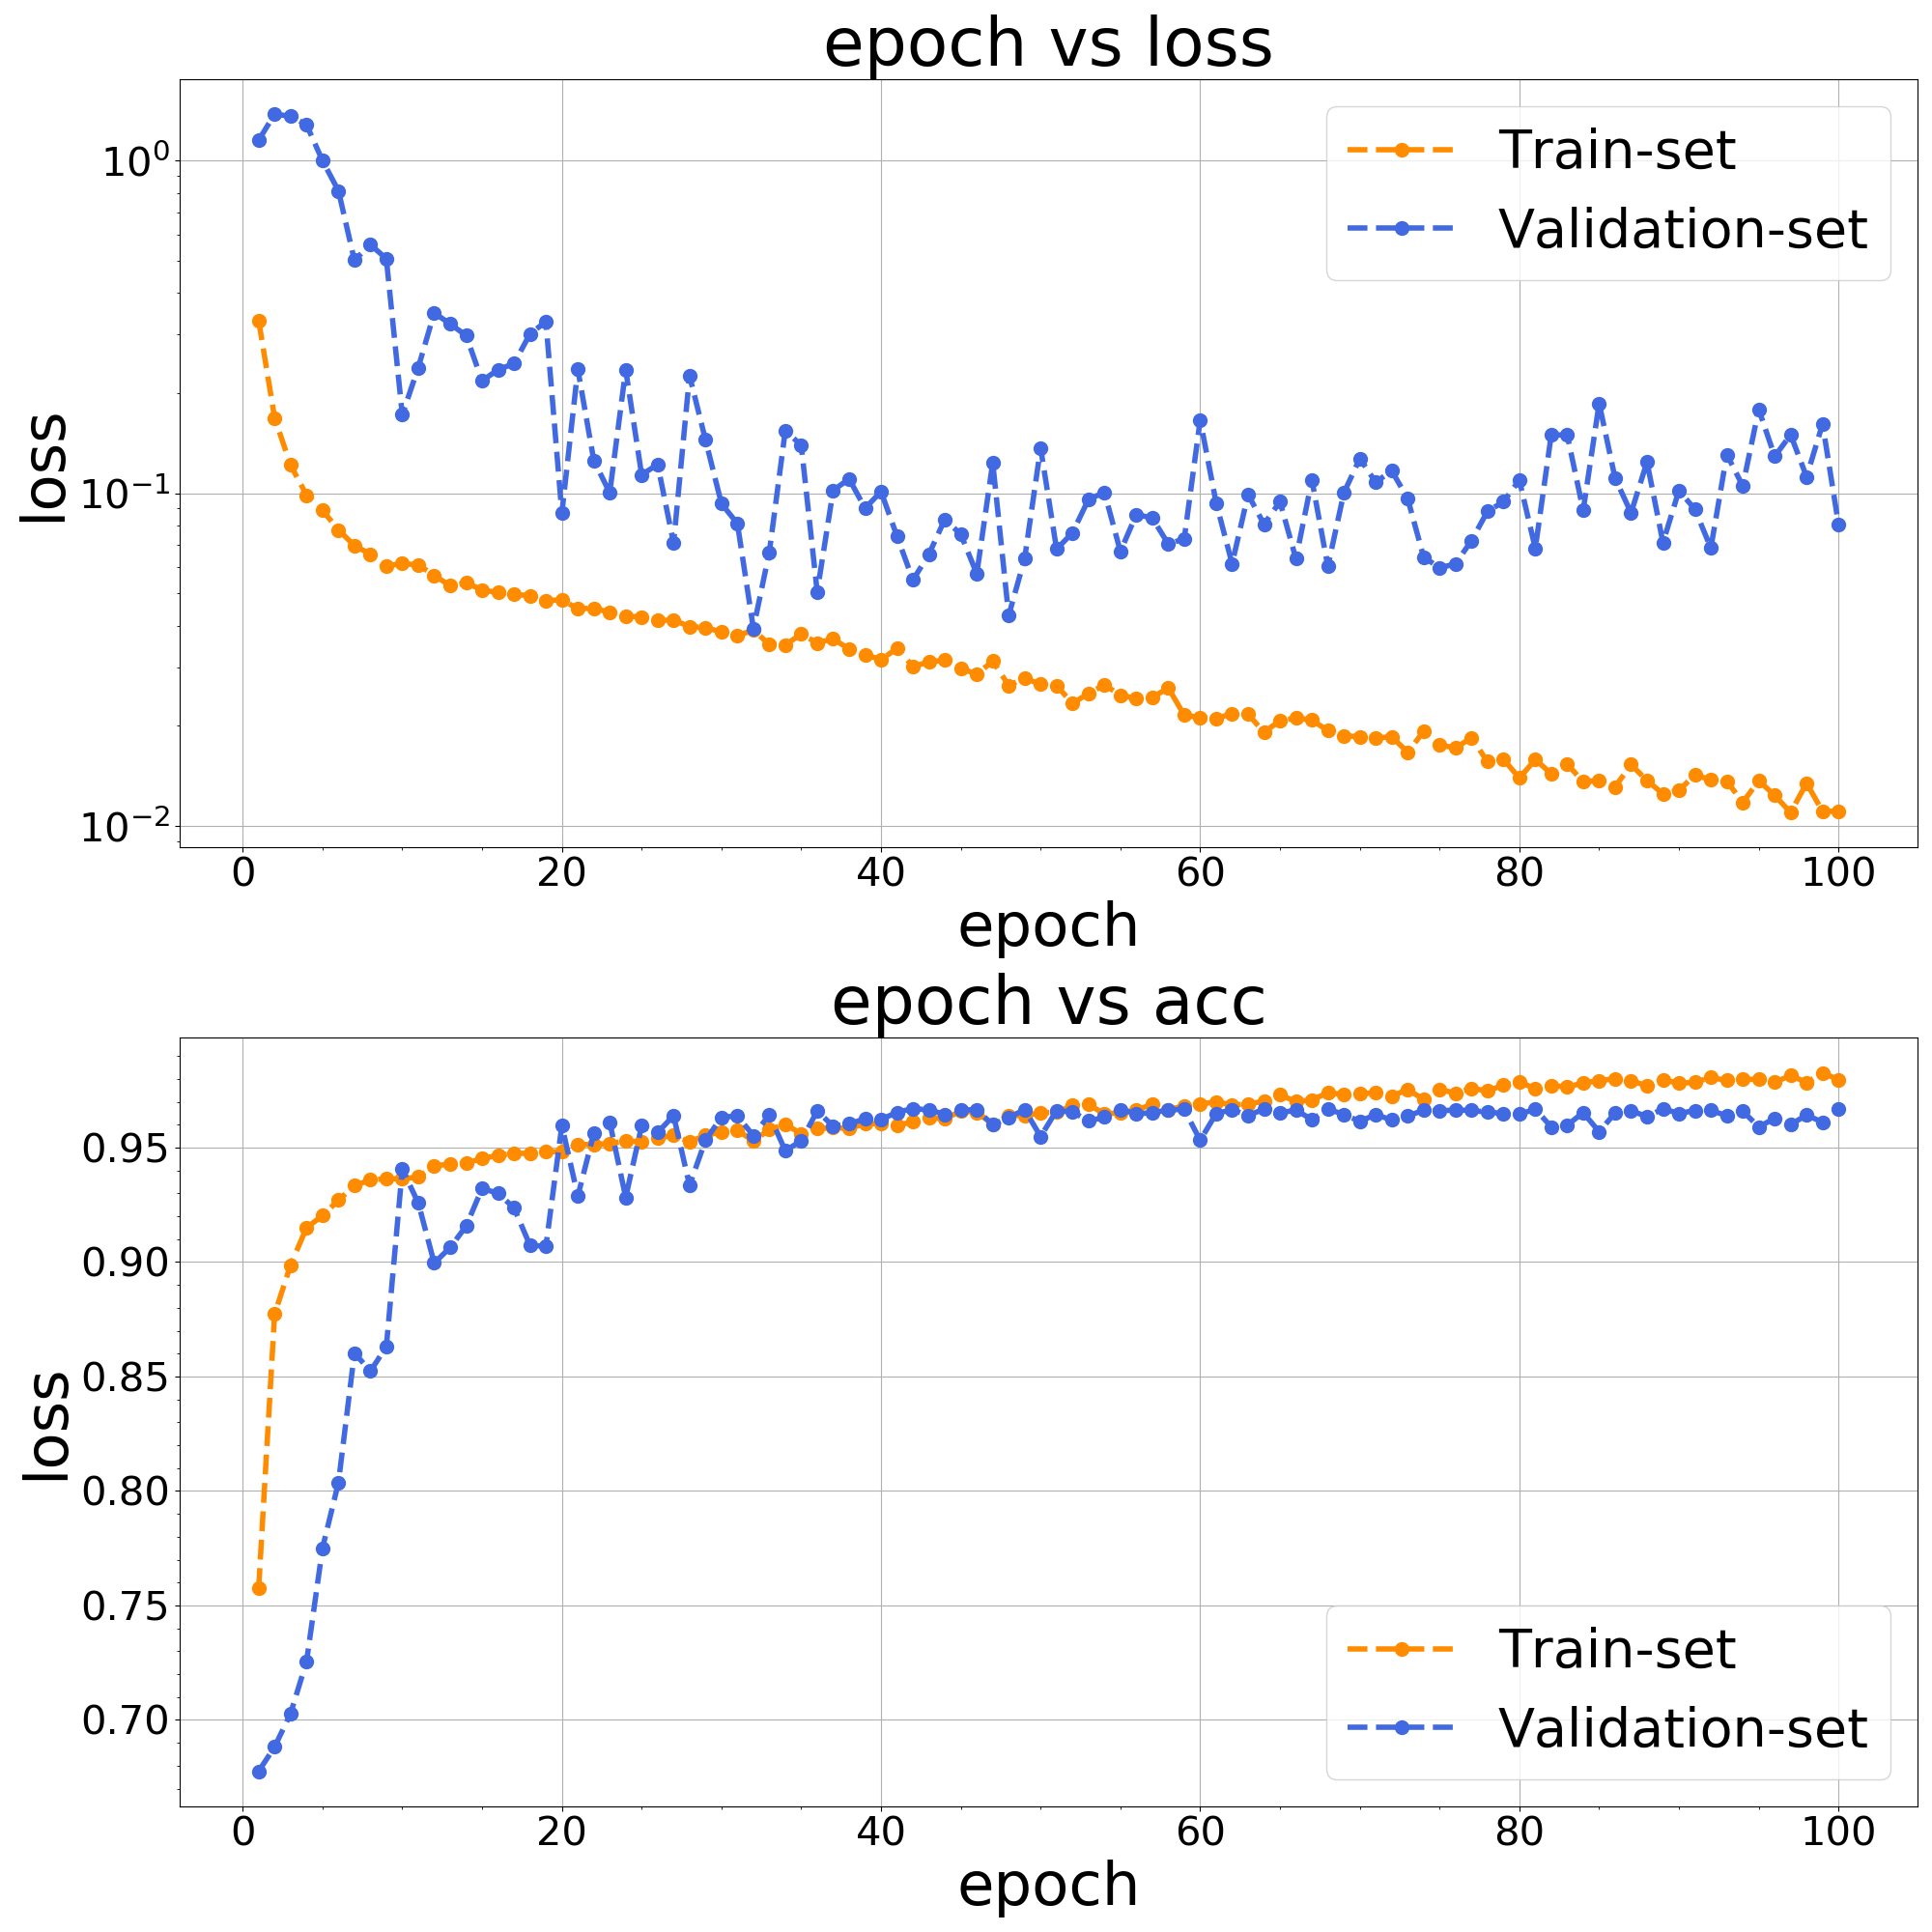 epoch vs loss
loss
10⁰
10⁻¹
10⁻²
Train-set
Validation-set
0 20 40 60 80 100
epoch
epoch vs acc
loss
0.95
0.90
0.85
0.80
0.75
0.70
Train-set
Validation-set
0 20 40 60 80 100
epoch